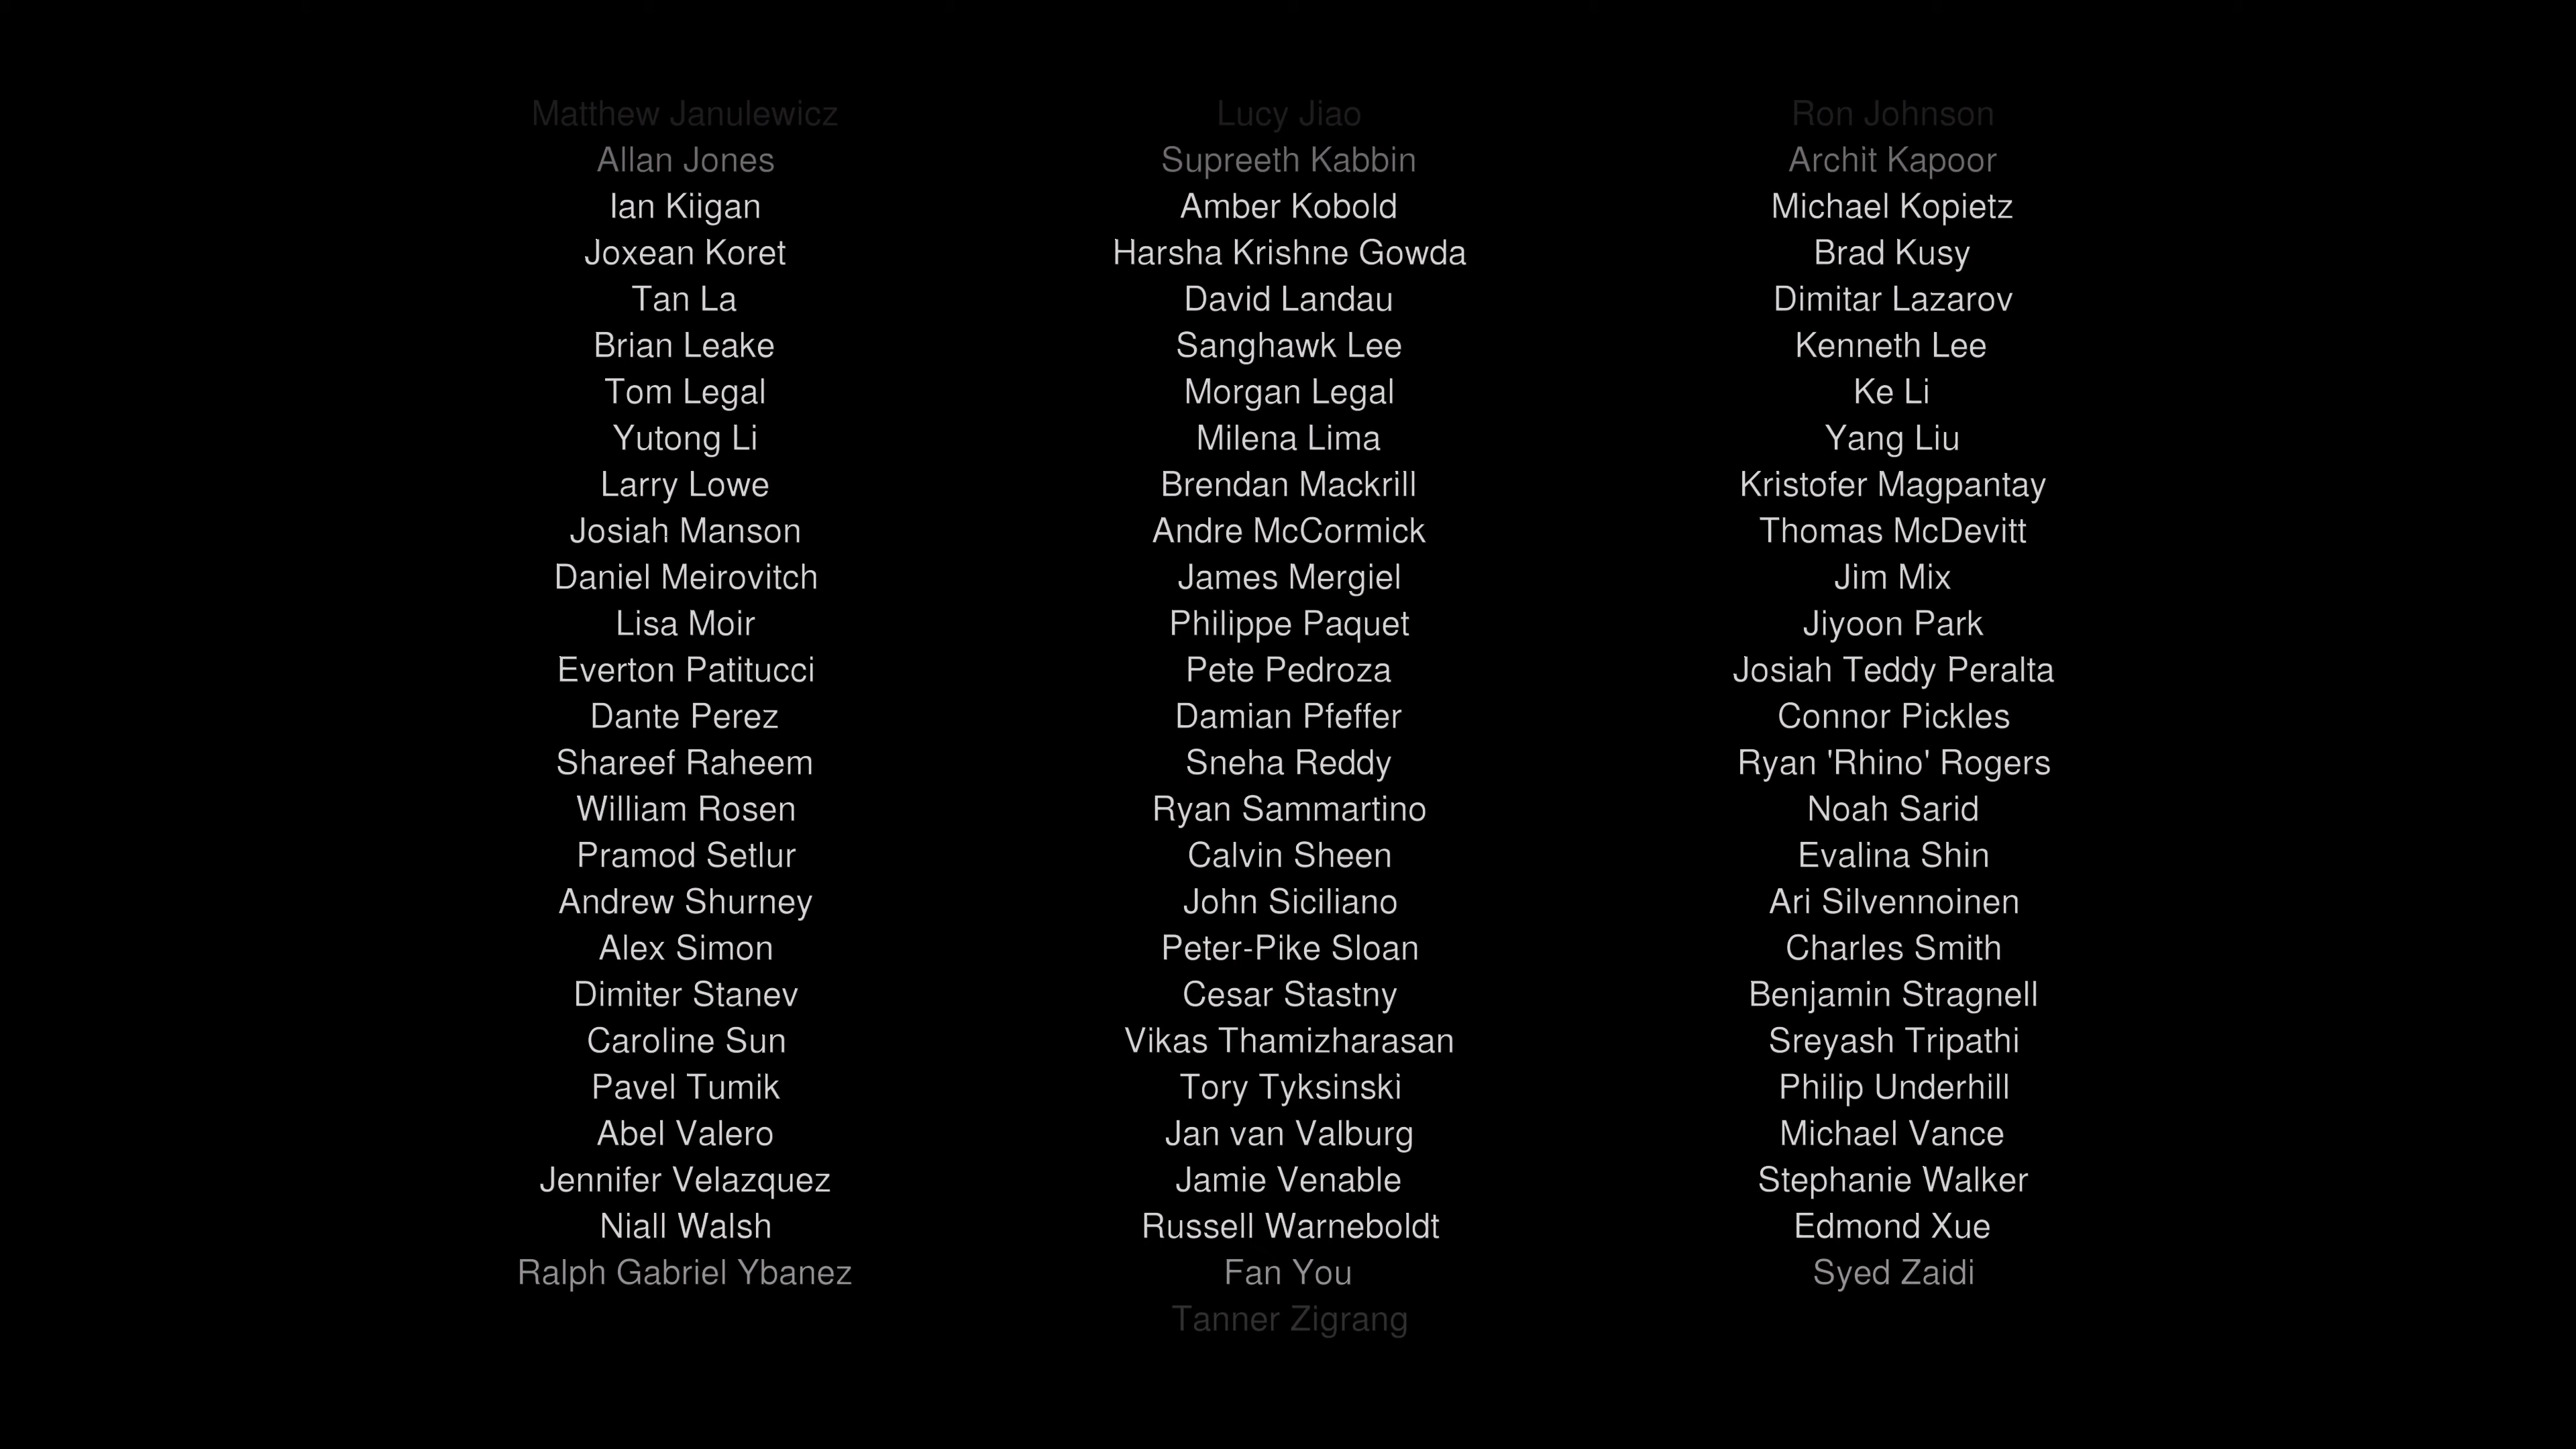 Matthew Janulewicz Lucy Jiao Ron Johnson
Allan Jones Supreeth Kabbin Archit Kapoor
Ian Kiigan Amber Kobold Michael Kopietz
Joxean Koret Harsha Krishne Gowda Brad Kusy
Tan La David Landau Dimitar Lazarov
Brian Leake Sanghawk Lee Kenneth Lee
Tom Legal Morgan Legal Ke Li
Yutong Li Milena Lima Yang Liu
Larry Lowe Brendan Mackrill Kristofer Magpantay
Josiah Manson Andre McCormick Thomas McDevitt
Daniel Meirovitch James Mergiel Jim Mix
Lisa Moir Philippe Paquet Jiyoon Park
Everton Patitucci Pete Pedroza Josiah Teddy Peralta
Dante Perez Damian Pfeffer Connor Pickles
Shareef Raheem Sneha Reddy Ryan 'Rhino' Rogers
William Rosen Ryan Sammartino Noah Sarid
Pramod Setlur Calvin Sheen Evalina Shin
Andrew Shurney John Siciliano Ari Silvennoinen
Alex Simon Peter-Pike Sloan Charles Smith
Dimiter Stanev Cesar Stastny Benjamin Stragnell
Caroline Sun Vikas Thamizharasan Sreyash Tripathi
Pavel Tumik Tory Tyksinski Philip Underhill
Abel Valero Jan van Valburg Michael Vance
Jennifer Velazquez Jamie Venable Stephanie Walker
Niall Walsh Russell Warneboldt Edmond Xue
Ralph Gabriel Ybanez Fan You Syed Zaidi
Tanner Zigrang